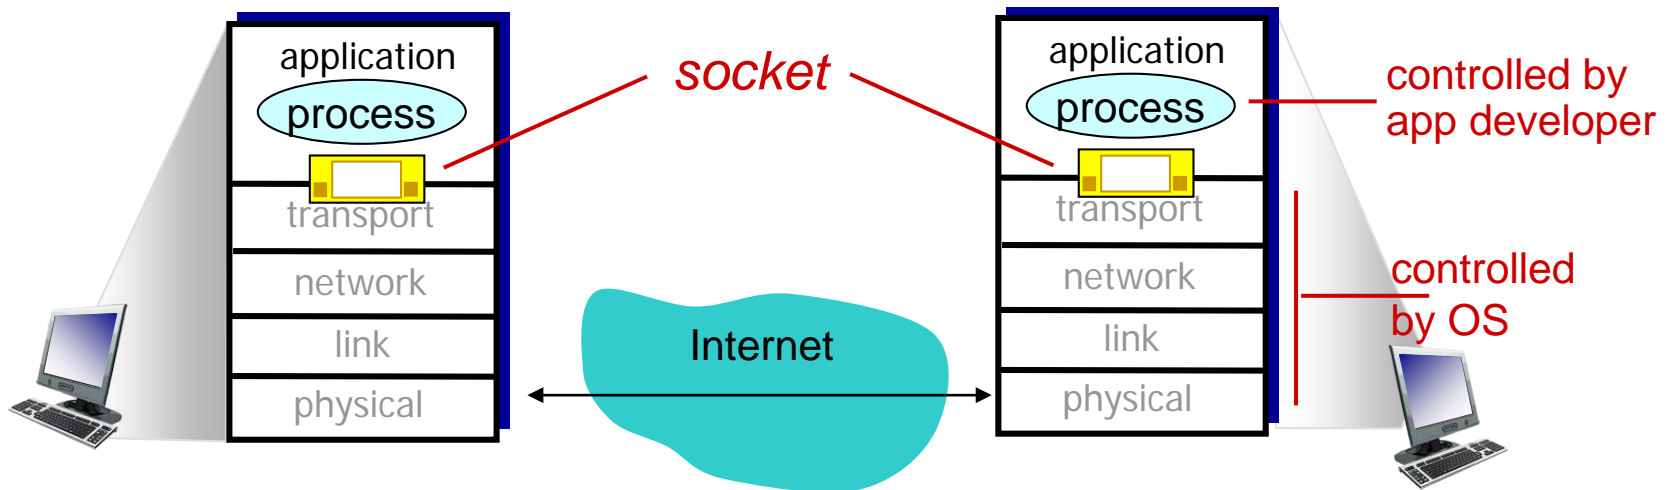 application
process
transport
network
link
physical
socket
Internet
application
process
transport
network
link
physical
controlled by
app developer
controlled
by OS